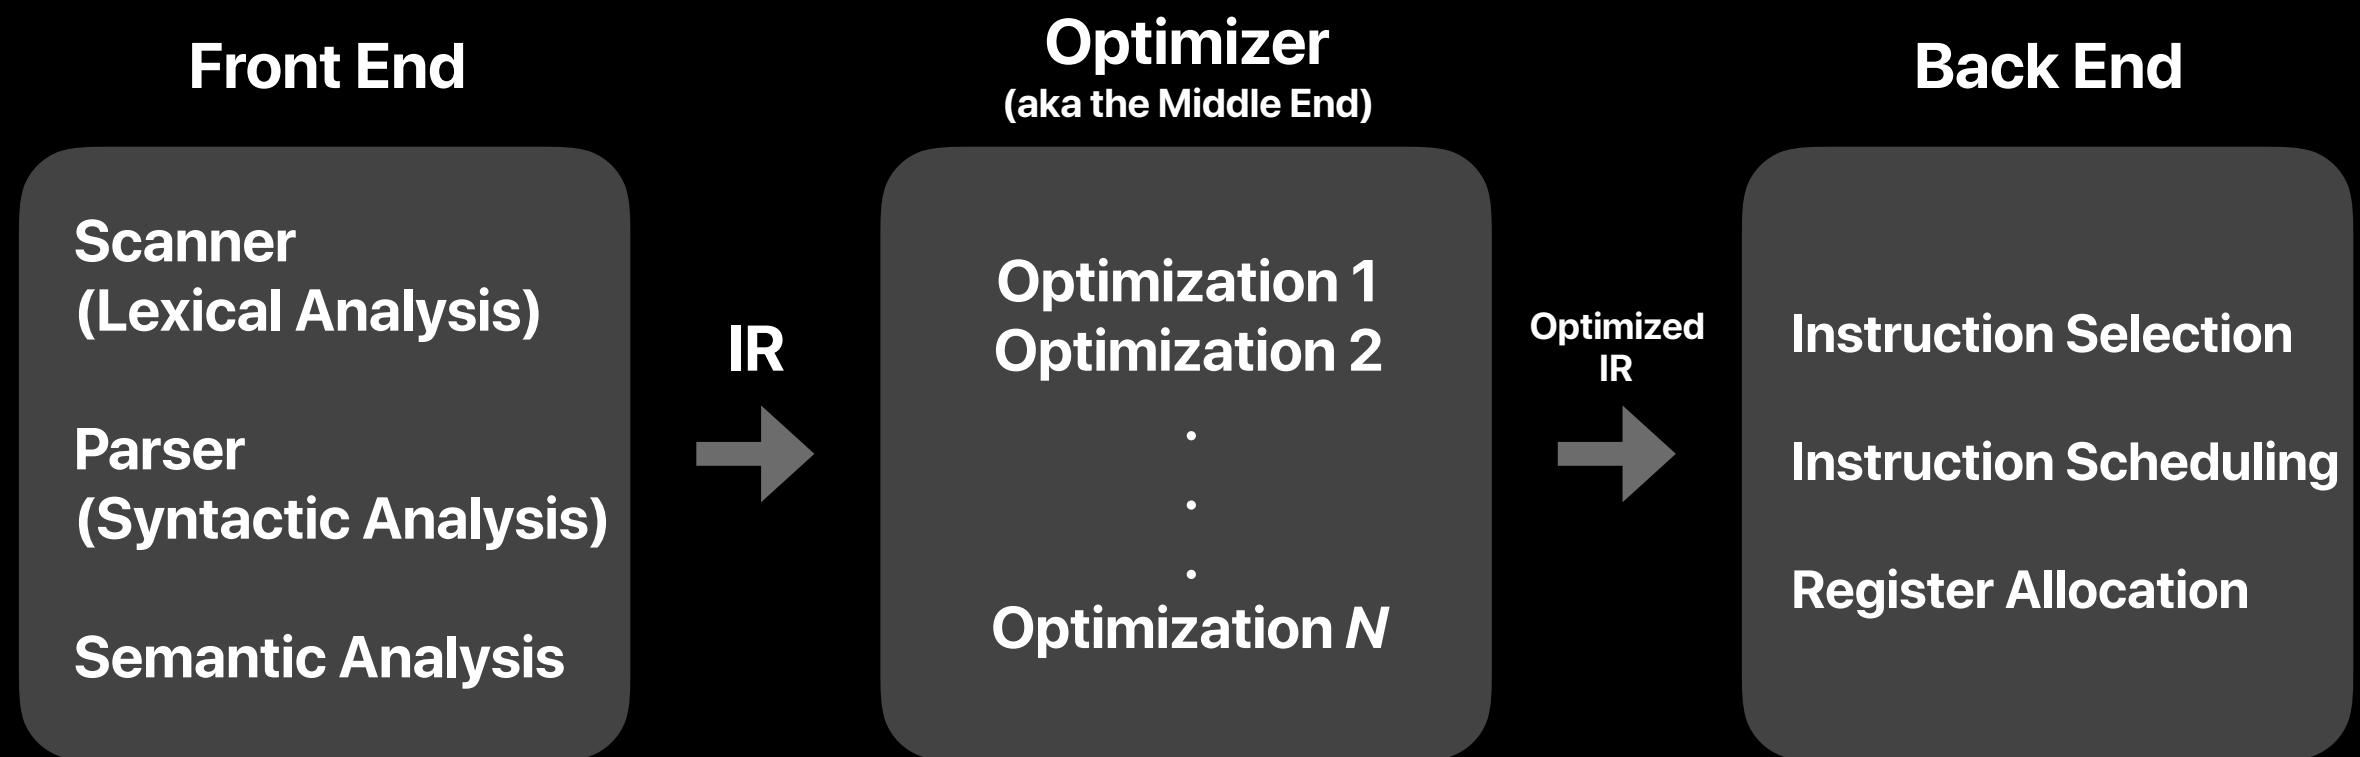 Front End
Scanner
(Lexical Analysis)
Parser
(Syntactic Analysis)
Semantic Analysis
IR
Optimizer
(aka the Middle End)
Optimization 1
Optimization 2
.
.
.
Optimization N
Optimized
IR
Back End
Instruction Selection
Instruction Scheduling
Register Allocation